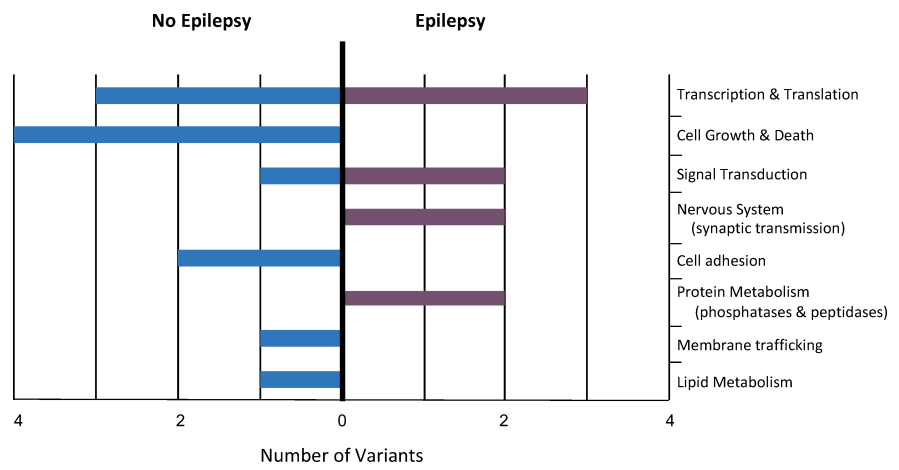 No Epilepsy
Epilepsy
Transcription & Translation
Cell Growth & Death
Signal Transduction
Nervous System
(synaptic transmission)
Cell adhesion
Protein Metabolism
(phosphatases & peptidases)
Membrane trafficking
Lipid Metabolism
4 2 0 2 4
Number of Variants